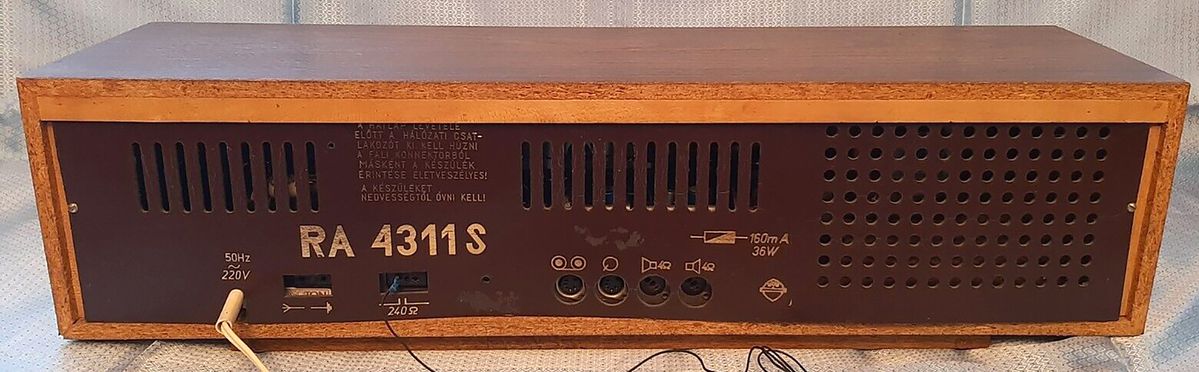 A HÁTLAP LEVÉTELE
ELŐTT A HÁLÓZATI CSAT-
LAKOZÓT KI KELL HÚZNI
A FALI KONNEKTORBÓL
MÁSKÉNT A KÉSZÜLÉK
ÉRINTÉSE ÉLETVESZÉLYES!
A KÉSZÜLÉKET
NEDVESSÉGTŐL ÓVNI KELL!
RA 4311 S
50Hz
~
220V
240Ω
4Ω
4Ω
160mA
36W